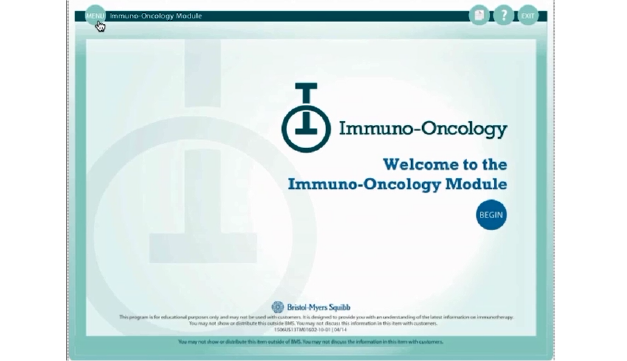 MENU Immuno-Oncology Module ? EXIT
Immuno-Oncology
Welcome to the
Immuno-Oncology Module
BEGIN
Bristol-Myers Squibb
This program is for educational purposes only and may not be used with customers. It is designed to provide you with an understanding of the latest information on immunotherapy.
You may not show or distribute this outside BMS. You may not discuss this information in this item with customers.
You may not show or distribute this item outside of BMS. You may not discuss the information in this item with customers.